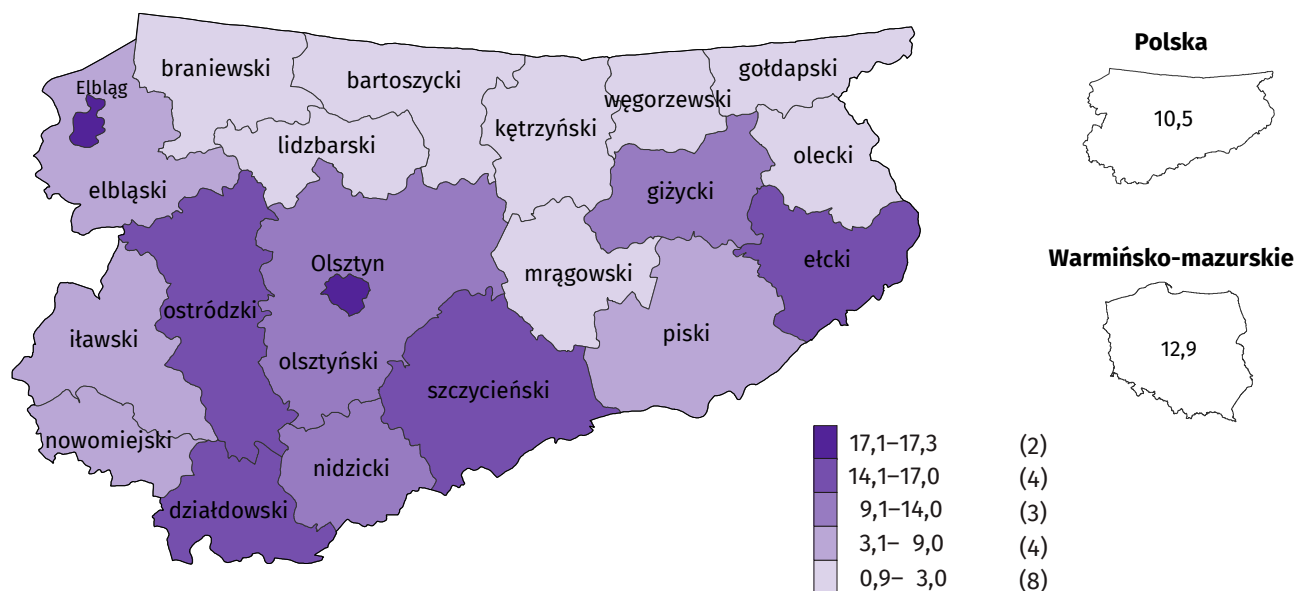 braniewski
bartoszycki
gołdapski
Elbląg
węgorzewski
kętrzyński
lidzbarski
olecki
elbląski
giżycki
Olsztyn
mrągowski
ełcki
ostródzki
iławski
piski
olsztyński
szczycieński
nowomiejski
nidzicki
działdowski
Polska
10,5
Warmińsko-mazurskie
12,9
17,1–17,3 (2)
14,1–17,0 (4)
9,1–14,0 (3)
3,1– 9,0 (4)
0,9– 3,0 (8)